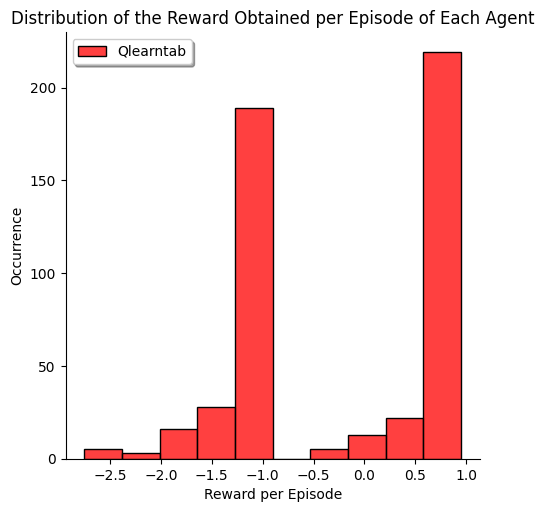 Distribution of the Reward Obtained per Episode of Each Agent
Qlearntab
200
150
100
50
0
−2.5 −2.0 −1.5 −1.0 −0.5 0.0 0.5 1.0
Occurrence
Reward per Episode